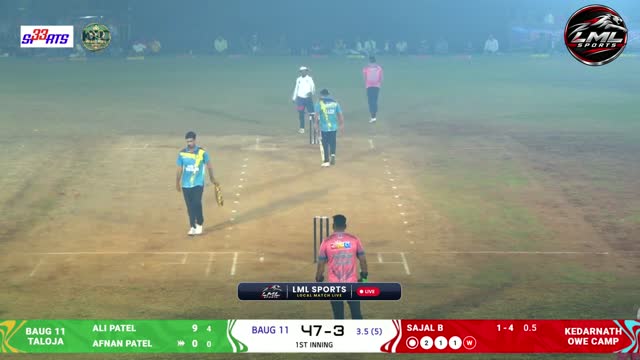 33 SPORTS
LML SPORTS
LML SPORTS
LOCAL MATCH LIVE
LIVE
BAUG 11 TALOJA
ALI PATEL 9 4
AFNAN PATEL 0 0
BAUG 11 47-3 3.5 (5)
1ST INNING
SAJAL B 1-4 0.5
2 1 1 W
KEDARNATH OWE CAMP